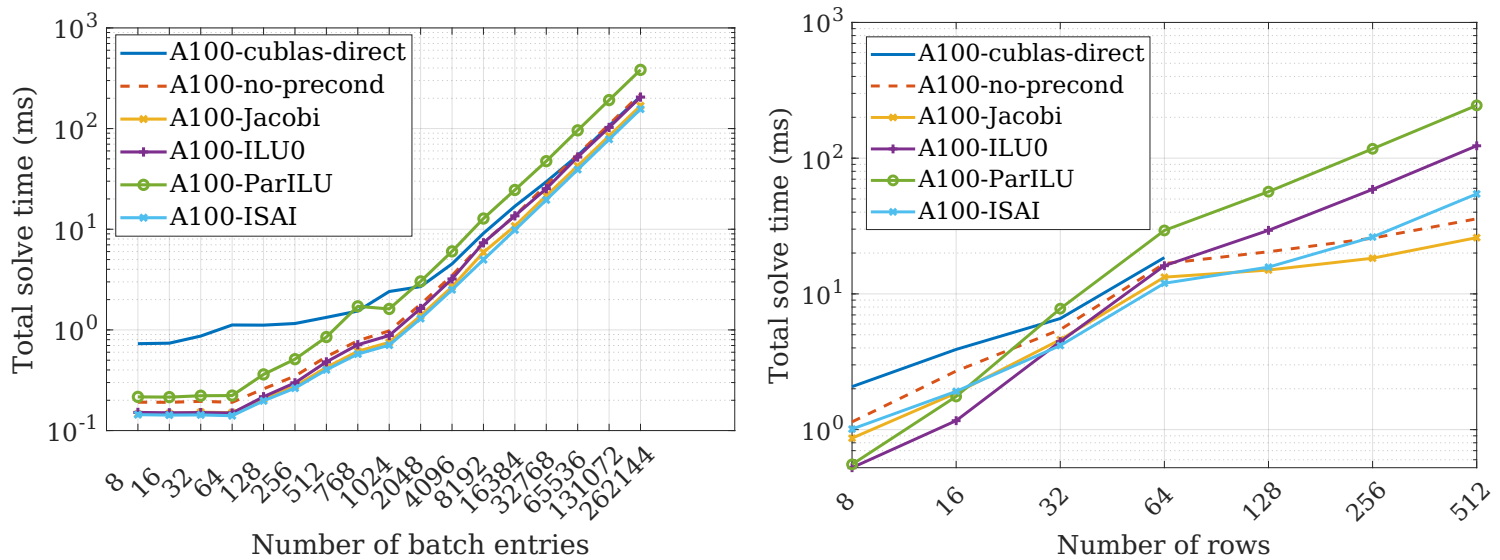 10^3
10^2
10^1
10^0
10^-1
Total solve time (ms)
A100-cublas-direct
A100-no-precond
A100-Jacobi
A100-ILU0
A100-ParILU
A100-ISAI
8
16
32
64
128
256
512
768
1024
2048
4096
8192
16384
32768
65536
131072
262144
Number of batch entries
10^3
10^2
10^1
10^0
Total solve time (ms)
A100-cublas-direct
A100-no-precond
A100-Jacobi
A100-ILU0
A100-ParILU
A100-ISAI
8
16
32
64
128
256
512
Number of rows